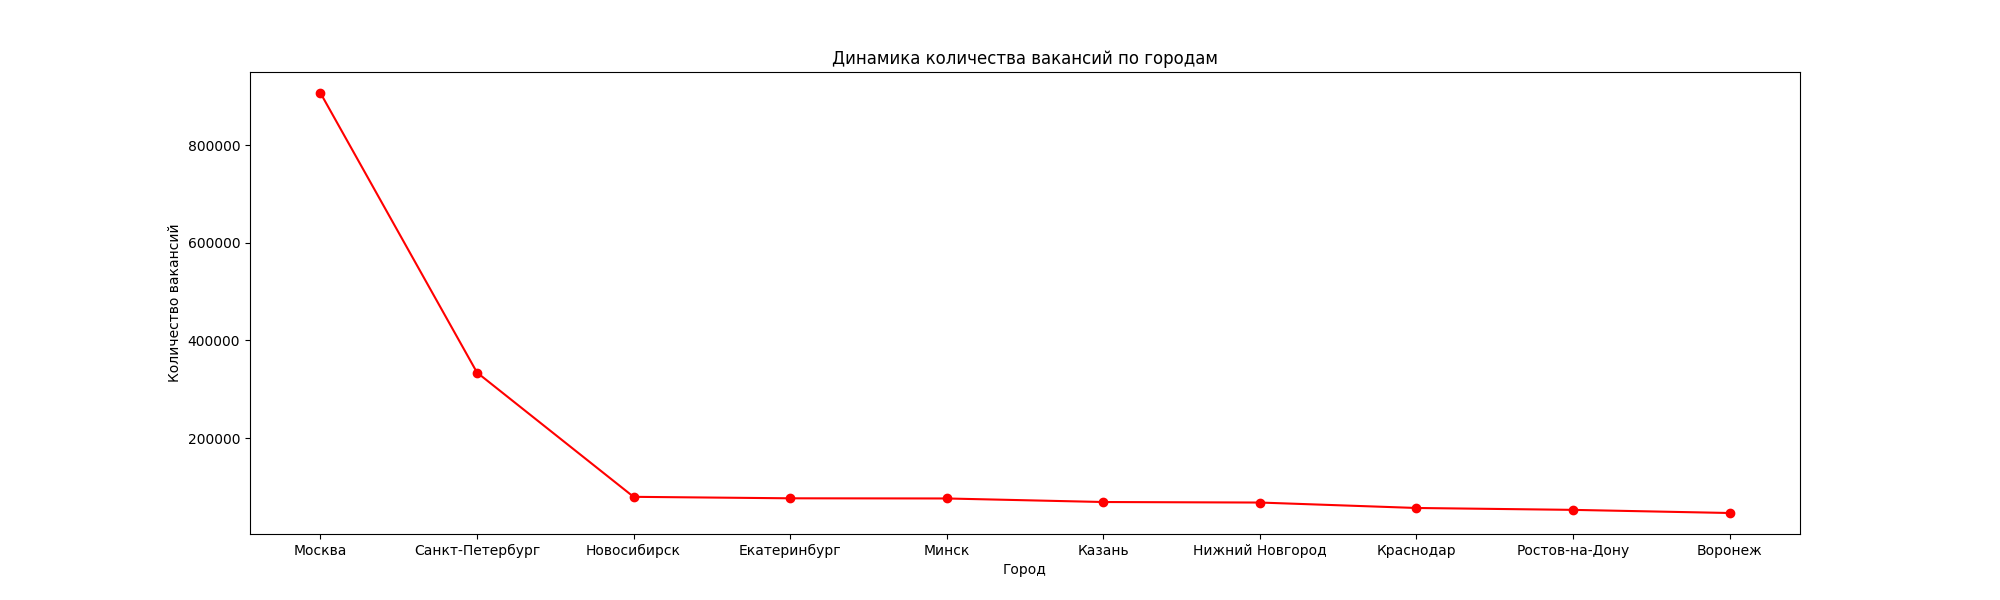 Динамика количества вакансий по городам
Количество вакансий
800000
600000
400000
200000
Москва Санкт-Петербург Новосибирск Екатеринбург Минск Казань Нижний Новгород Краснодар Ростов-на-Дону Воронеж
Город